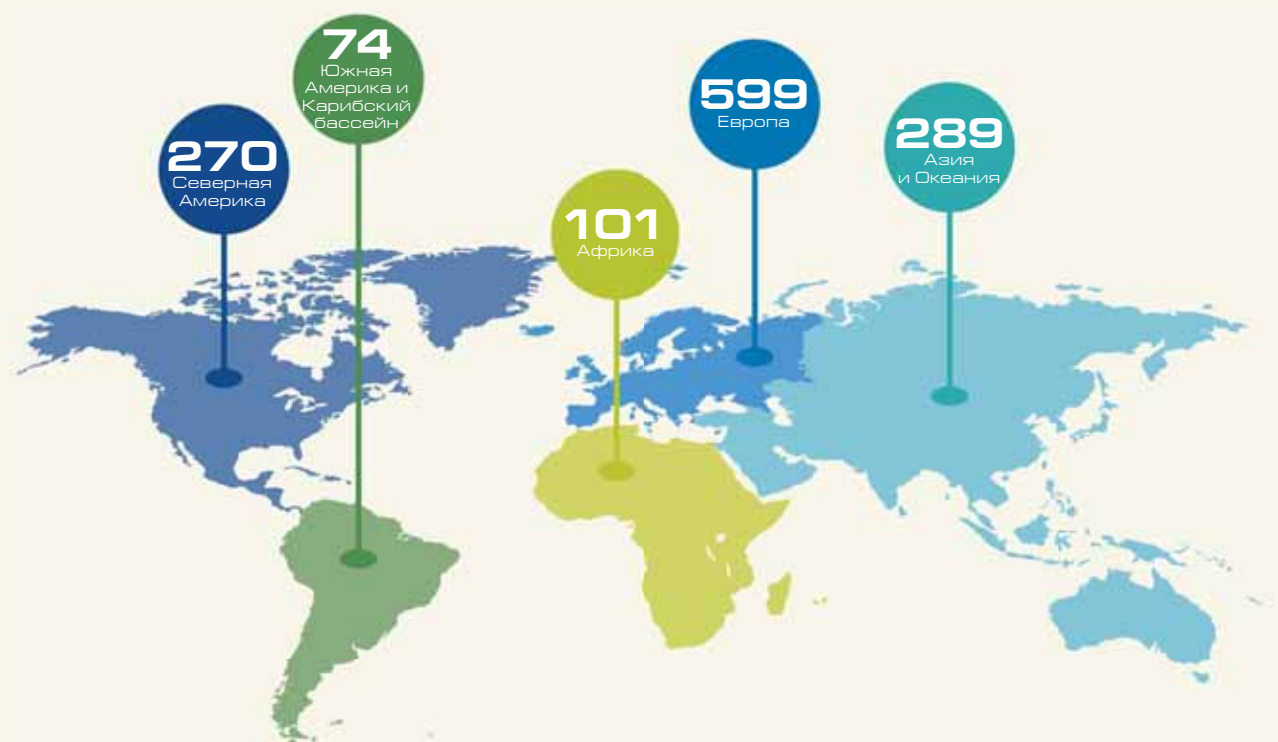 270
Северная
Америка
74
Южная
Америка и
Карибский
бассейн
101
Африка
599
Европа
289
Азия
и Океания